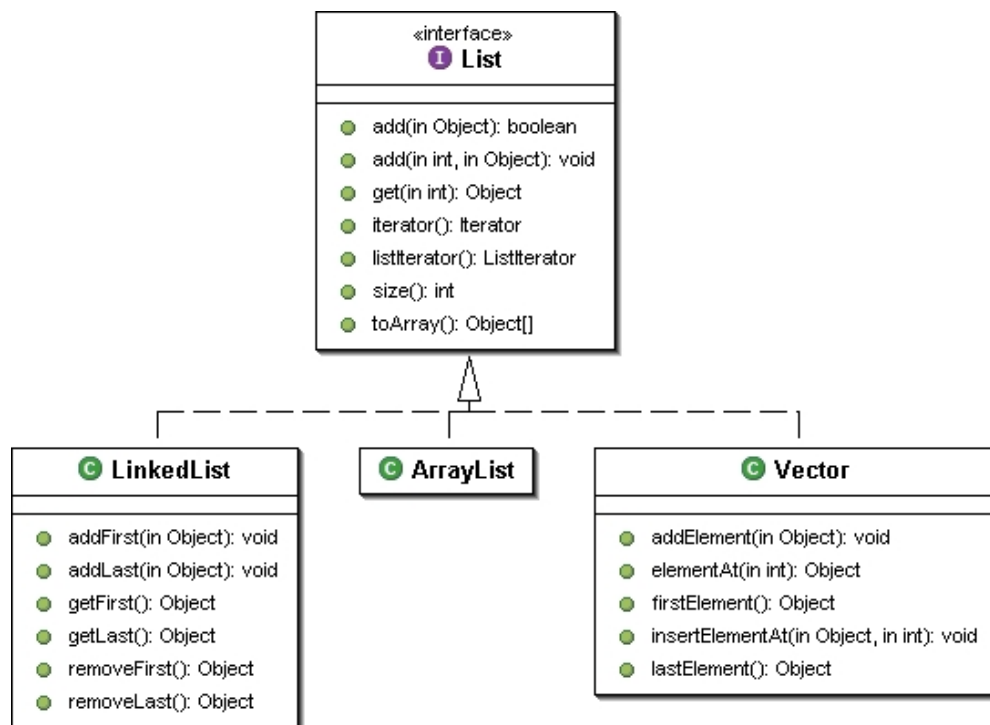 «interface»
I List
add(in Object): boolean
add(in int, in Object): void
get(in int): Object
iterator(): Iterator
listIterator(): ListIterator
size(): int
toArray(): Object[]
C LinkedList
addFirst(in Object): void
addLast(in Object): void
getFirst(): Object
getLast(): Object
removeFirst(): Object
removeLast(): Object
C ArrayList
C Vector
addElement(in Object): void
elementAt(in int): Object
firstElement(): Object
insertElementAt(in Object, in int): void
lastElement(): Object